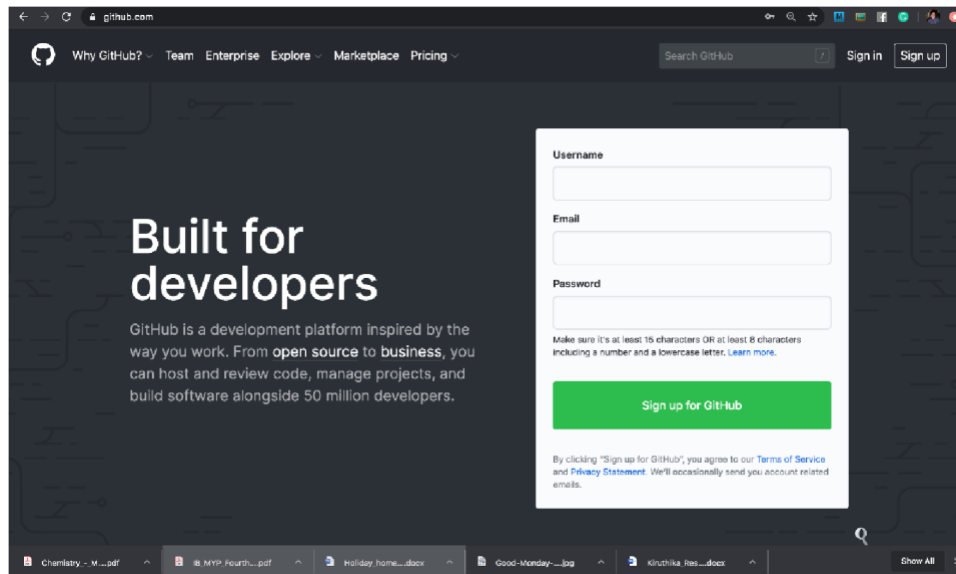 github.com
Why GitHub? Team Enterprise Explore Marketplace Pricing
Search GitHub /
Sign in Sign up
Built for
developers
GitHub is a development platform inspired by the
way you work. From open source to business, you
can host and review code, manage projects, and
build software alongside 50 million developers.
Username
Email
Password
Make sure it's at least 15 characters OR at least 8 characters
including a number and a lowercase letter. Learn more.
Sign up for GitHub
By clicking "Sign up for GitHub", you agree to our Terms of Service
and Privacy Statement. We'll occasionally send you account related
emails.
Chemistry_-_M....pdf IB_MYP_Fourth....pdf Holiday_home....docx Good-Monday-....jpg Kiruthika_Res....docx Show All